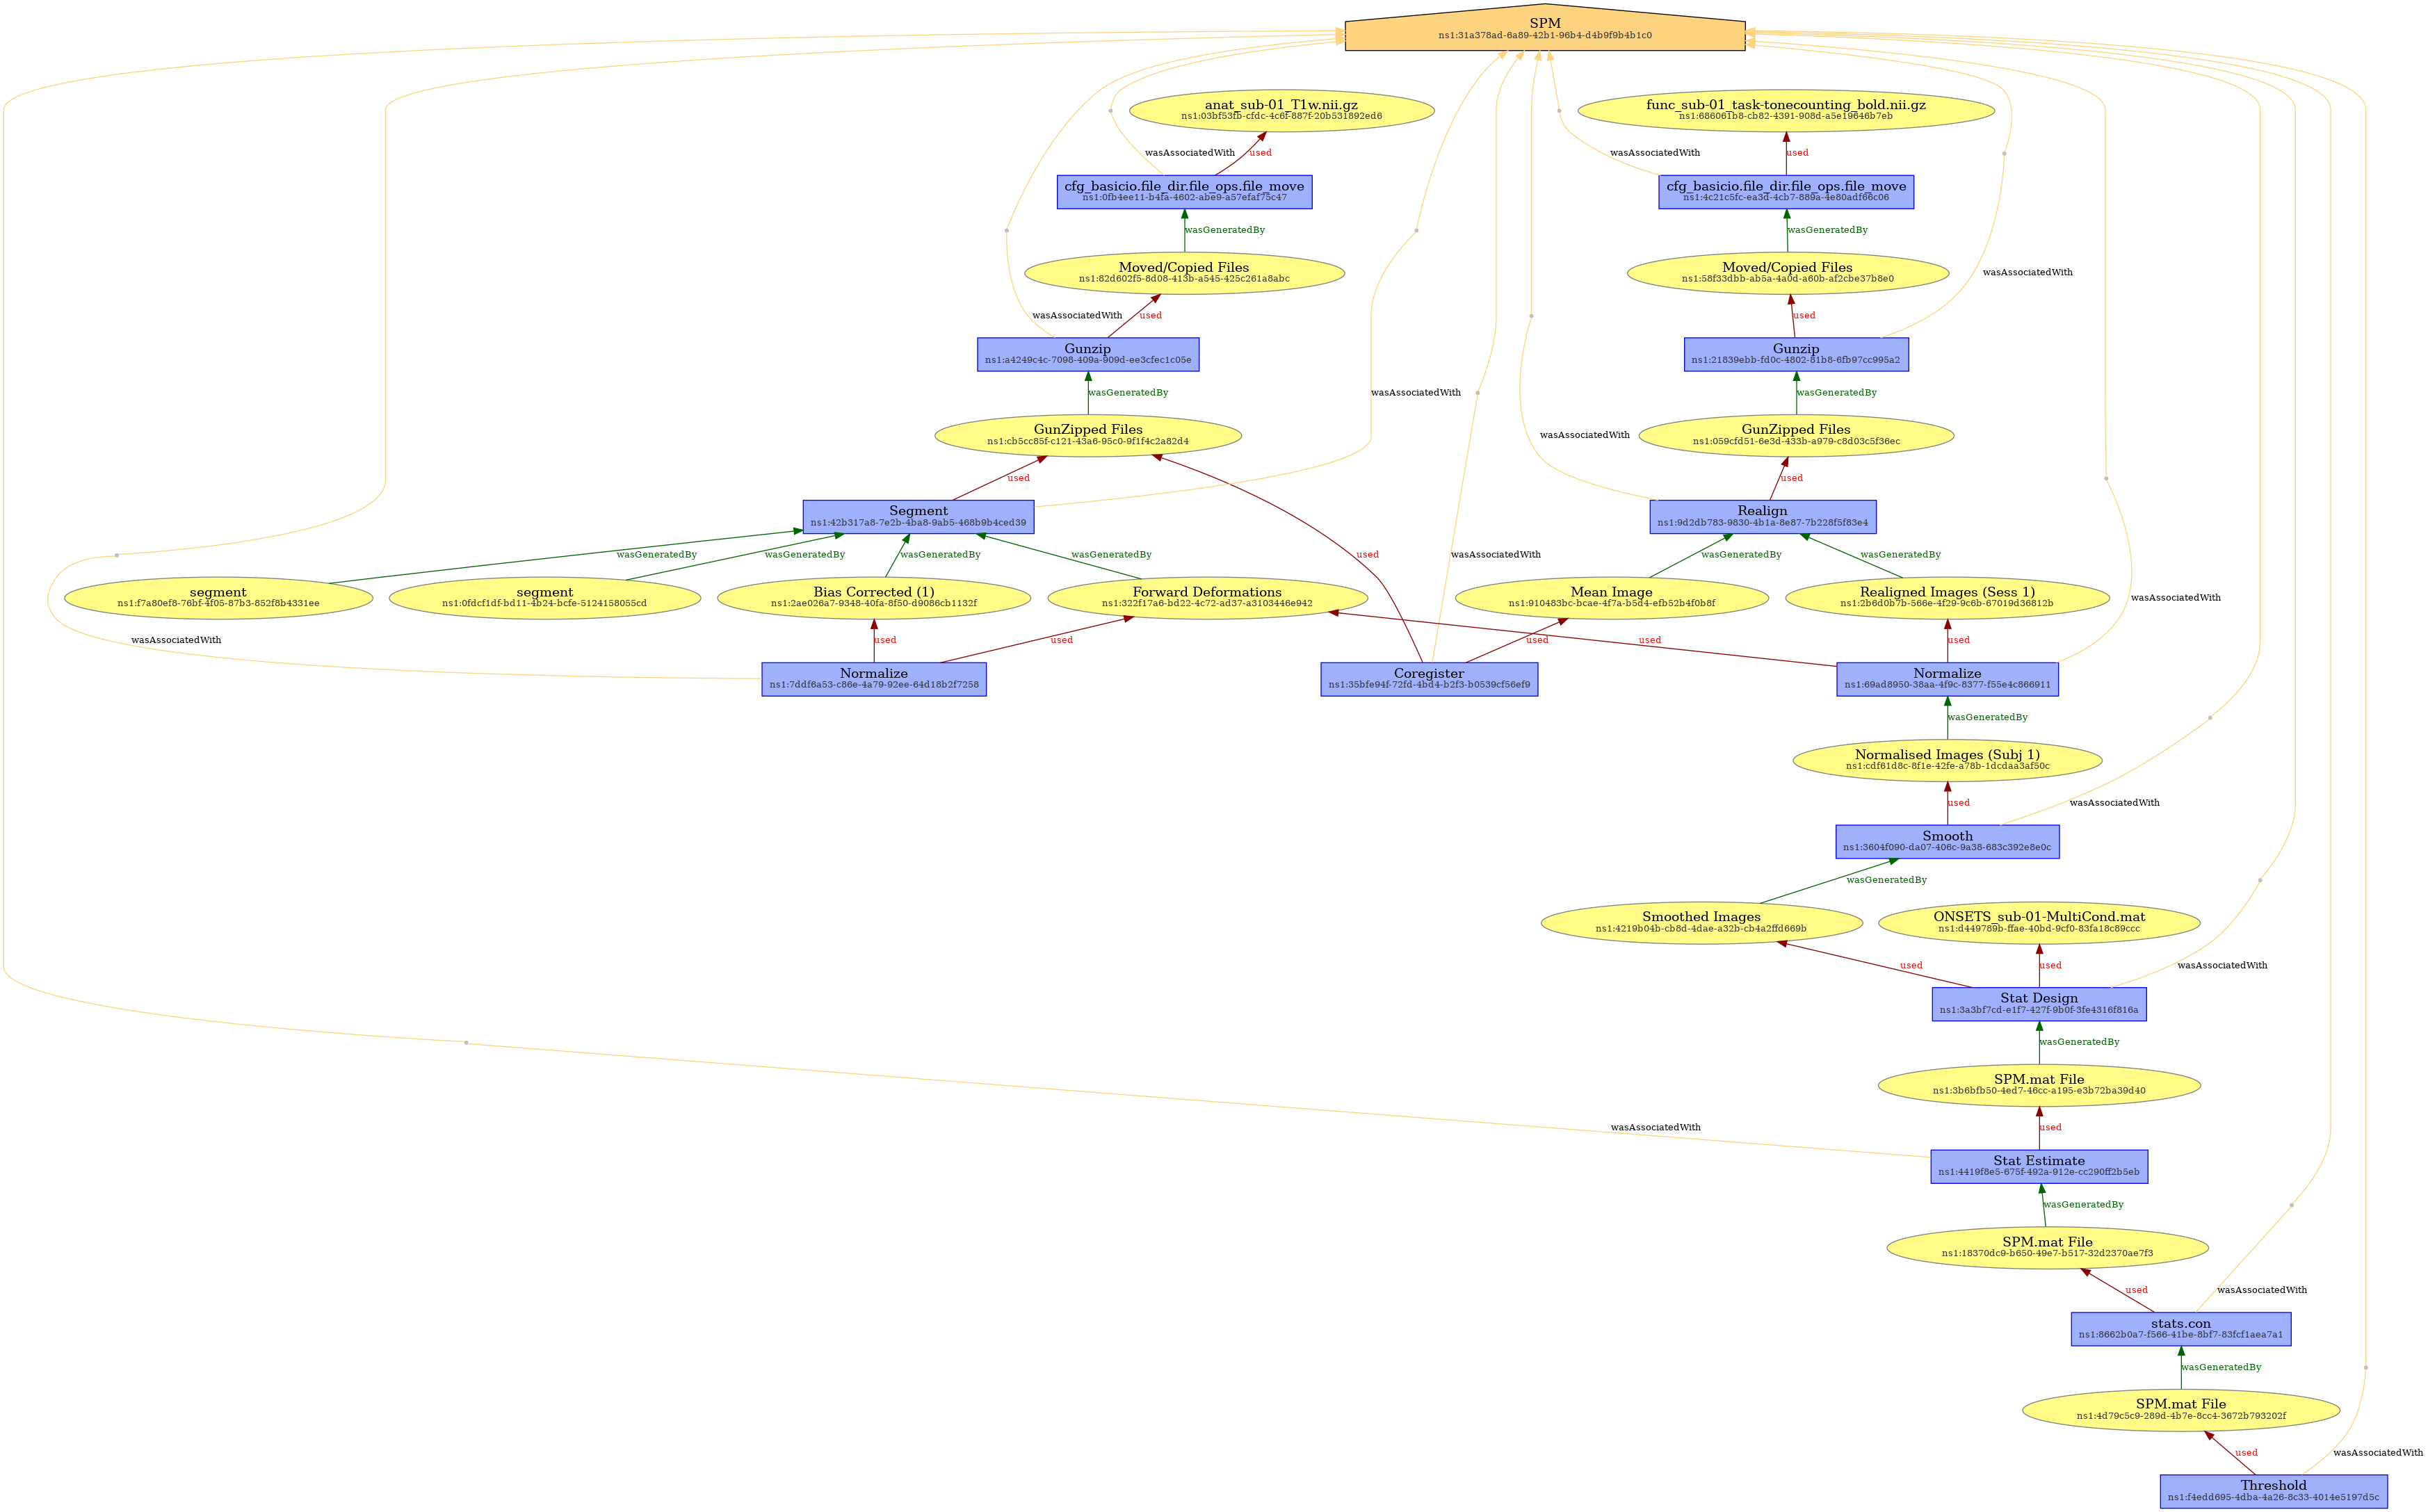 SPM
ns1:31a378ad-6a89-42b1-96b4-d4b9f9b4b1c0
anat_sub-01_T1w.nii.gz
ns1:03bf53fb-cfdc-4c6f-887f-20b531892ed6
func_sub-01_task-tonecounting_bold.nii.gz
ns1:686061b8-cb82-4391-908d-a5e19646b7eb
wasAssociatedWith
used
wasAssociatedWith
used
cfg_basicio.file_dir.file_ops.file_move
ns1:0fb4ee11-b4fa-4602-abe9-a57efaf75c47
cfg_basicio.file_dir.file_ops.file_move
ns1:4c21c5fc-ea3d-4cb7-889a-4e80adf66c06
wasGeneratedBy
wasGeneratedBy
Moved/Copied Files
ns1:82d602f5-8d08-413b-a545-425c261a8abc
Moved/Copied Files
ns1:58f33dbb-ab5a-4a0d-a60b-af2cbe37b8e0
wasAssociatedWith
wasAssociatedWith
used
used
Gunzip
ns1:a4249c4c-7098-409a-909d-ee3cfec1c05e
Gunzip
ns1:21839ebb-fd0c-4802-81b8-6fb97cc995a2
wasGeneratedBy
wasAssociatedWith
wasGeneratedBy
GunZipped Files
ns1:cb5cc85f-c121-43a6-95c0-9f1f4c2a82d4
wasAssociatedWith
GunZipped Files
ns1:059cfd51-6e3d-433b-a979-c8d03c5f36ec
used
used
Segment
ns1:42b317a8-7e2b-4ba8-9ab5-468b9b4ced39
Realign
ns1:9d2db783-9830-4b1a-8e87-7b228f5f83e4
wasGeneratedBy
wasGeneratedBy
wasGeneratedBy
wasGeneratedBy
used
wasAssociatedWith
wasGeneratedBy
wasGeneratedBy
segment
ns1:f7a80ef8-76bf-4f05-87b3-852f8b4331ee
segment
ns1:0fdcf1df-bd11-4b24-bcfe-5124158055cd
Bias Corrected (1)
ns1:2ae026a7-9348-40fa-8f50-d9086cb1132f
Forward Deformations
ns1:322f17a6-bd22-4c72-ad37-a3103446e942
Mean Image
ns1:910483bc-bcae-4f7a-b5d4-efb52b4f0b8f
Realigned Images (Sess 1)
ns1:2b6d0b7b-566e-4f29-9c6b-67019d36812b
wasAssociatedWith
wasAssociatedWith
used
used
used
used
used
Normalize
ns1:7ddf6a53-c86e-4a79-92ee-64d18b2f7258
Coregister
ns1:35bfe94f-72fd-4bd4-b2f3-b0539cf56ef9
Normalize
ns1:69ad8950-38aa-4f9c-8377-f55e4c866911
wasGeneratedBy
Normalised Images (Subj 1)
ns1:cdf61d8c-8f1e-42fe-a78b-1dcdaa3af50c
used
wasAssociatedWith
Smooth
ns1:3604f090-da07-406c-9a38-683c392e8e0c
wasGeneratedBy
Smoothed Images
ns1:4219b04b-cb8d-4dae-a32b-cb4a2ffd669b
ONSETS_sub-01-MultiCond.mat
ns1:d449789b-ffae-40bd-9cf0-83fa18c89ccc
used
used
wasAssociatedWith
Stat Design
ns1:3a3bf7cd-e1f7-427f-9b0f-3fe4316f816a
wasGeneratedBy
SPM.mat File
ns1:3b6bfb50-4ed7-46cc-a195-e3b72ba39d40
wasAssociatedWith
used
Stat Estimate
ns1:4419f8e5-675f-492a-912e-cc290ff2b5eb
wasGeneratedBy
SPM.mat File
ns1:18370dc9-b650-49e7-b517-32d2370ae7f3
used
wasAssociatedWith
stats.con
ns1:8662b0a7-f566-41be-8bf7-83fcf1aea7a1
wasGeneratedBy
SPM.mat File
ns1:4d79c5c9-289d-4b7e-8cc4-3672b793202f
used
wasAssociatedWith
Threshold
ns1:f4edd695-4dba-4a26-8c33-4014e5197d5c